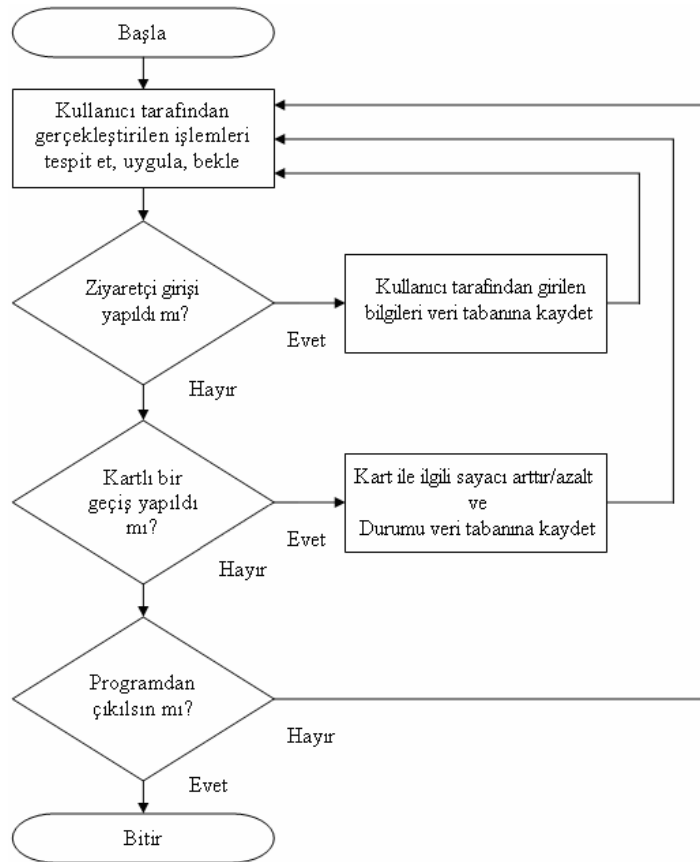 Başla
Kullanıcı tarafından
gerçekleştirilen işlemleri
tespit et, uygula, bekle
Ziyaretçi girişi
yapıldı mı?
Evet
Kullanıcı tarafından girilen
bilgileri veri tabanına kaydet
Hayır
Kartlı bir
geçiş yapıldı
mı?
Evet
Kart ile ilgili sayacı arttır/azalt
ve
Durumu veri tabanına kaydet
Hayır
Programdan
çıkılsın mı?
Hayır
Evet
Bitir